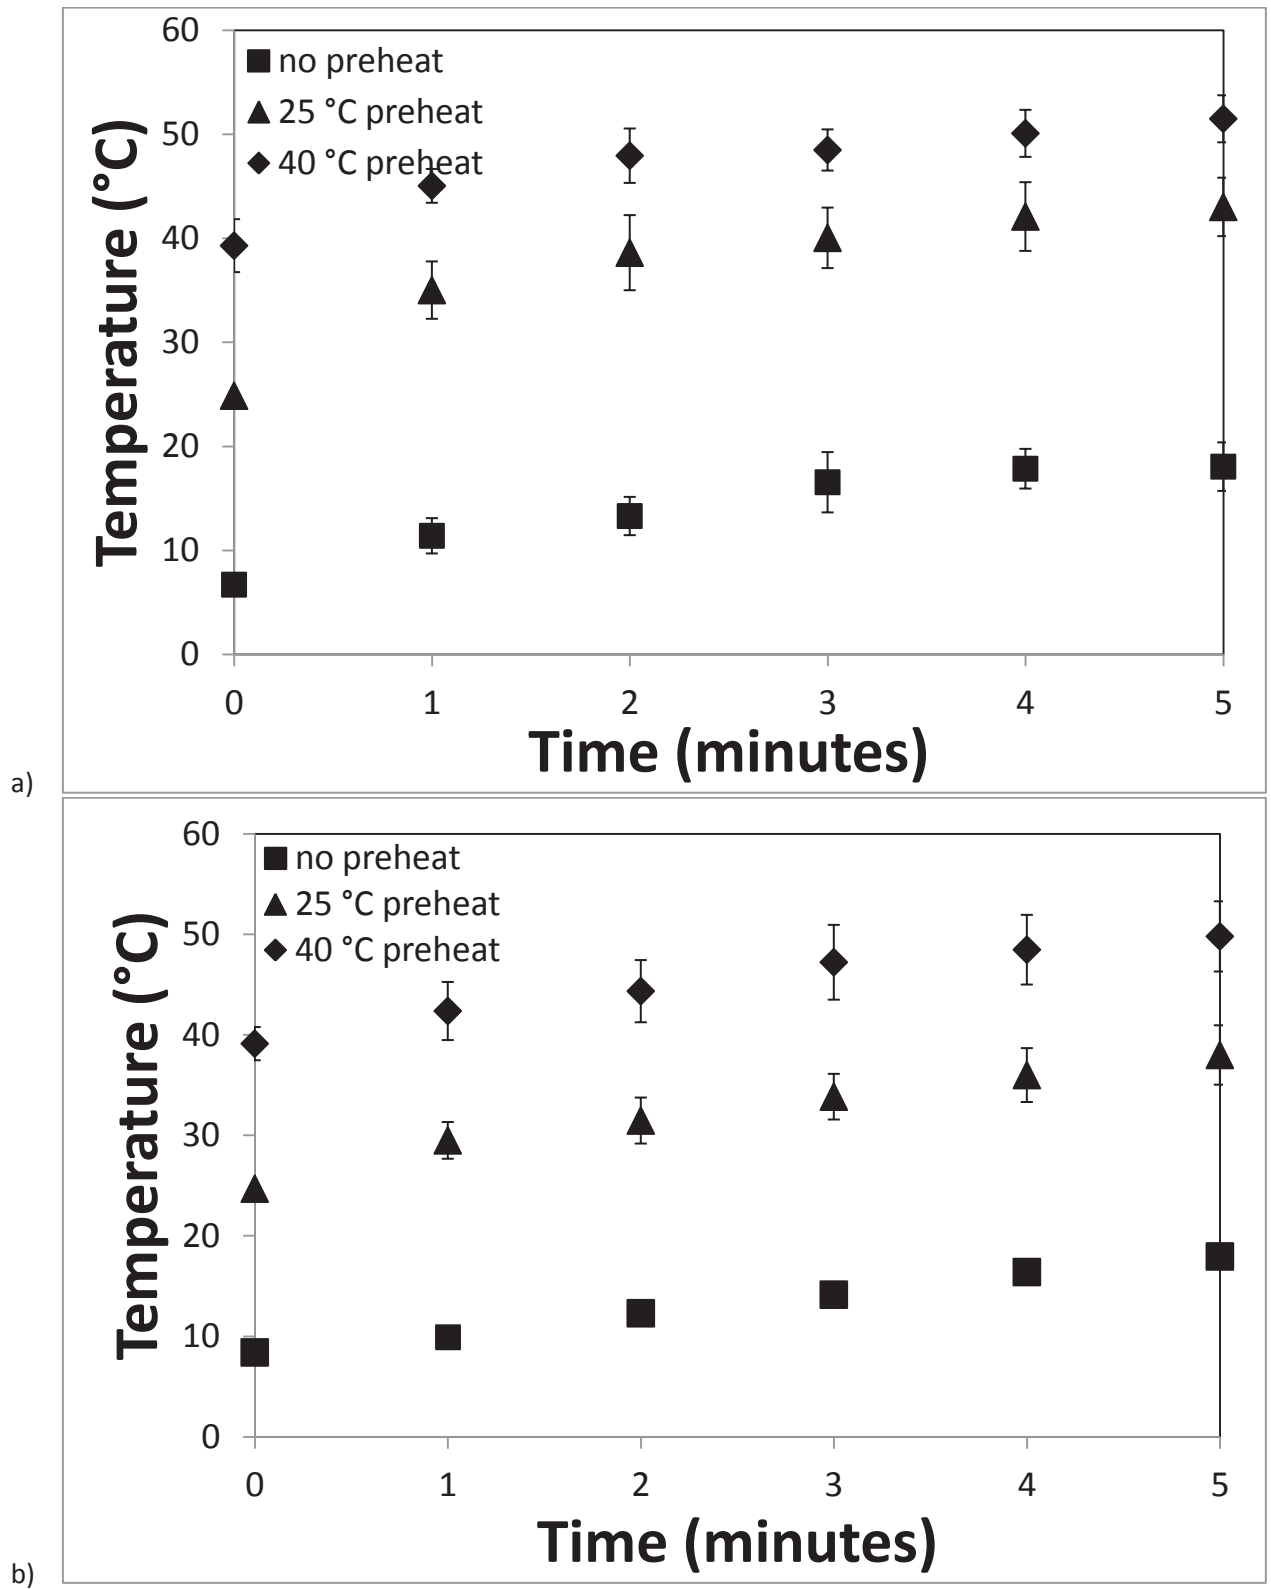 60
50
40
30
20
10
0
no preheat
25 °C preheat
40 °C preheat
Temperature (°C)
0 1 2 3 4 5
Time (minutes)
a)
60
50
40
30
20
10
0
no preheat
25 °C preheat
40 °C preheat
Temperature (°C)
0 1 2 3 4 5
Time (minutes)
b)